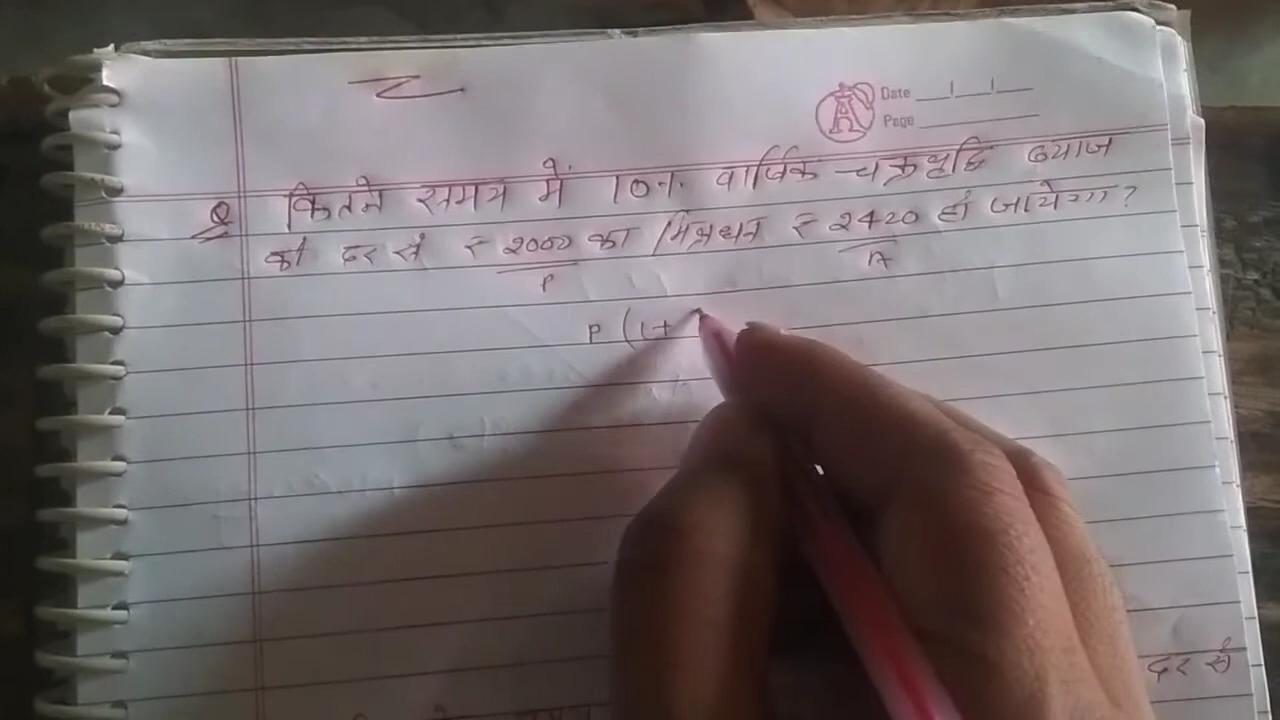 Date
Page
Q कितने समय में 10% वार्षिक चक्रवृद्धि ब्याज
की दर से ₹ 2000 का मिश्रधन ₹ 2420 हो जायेगा?
P A
P (1+
दर से